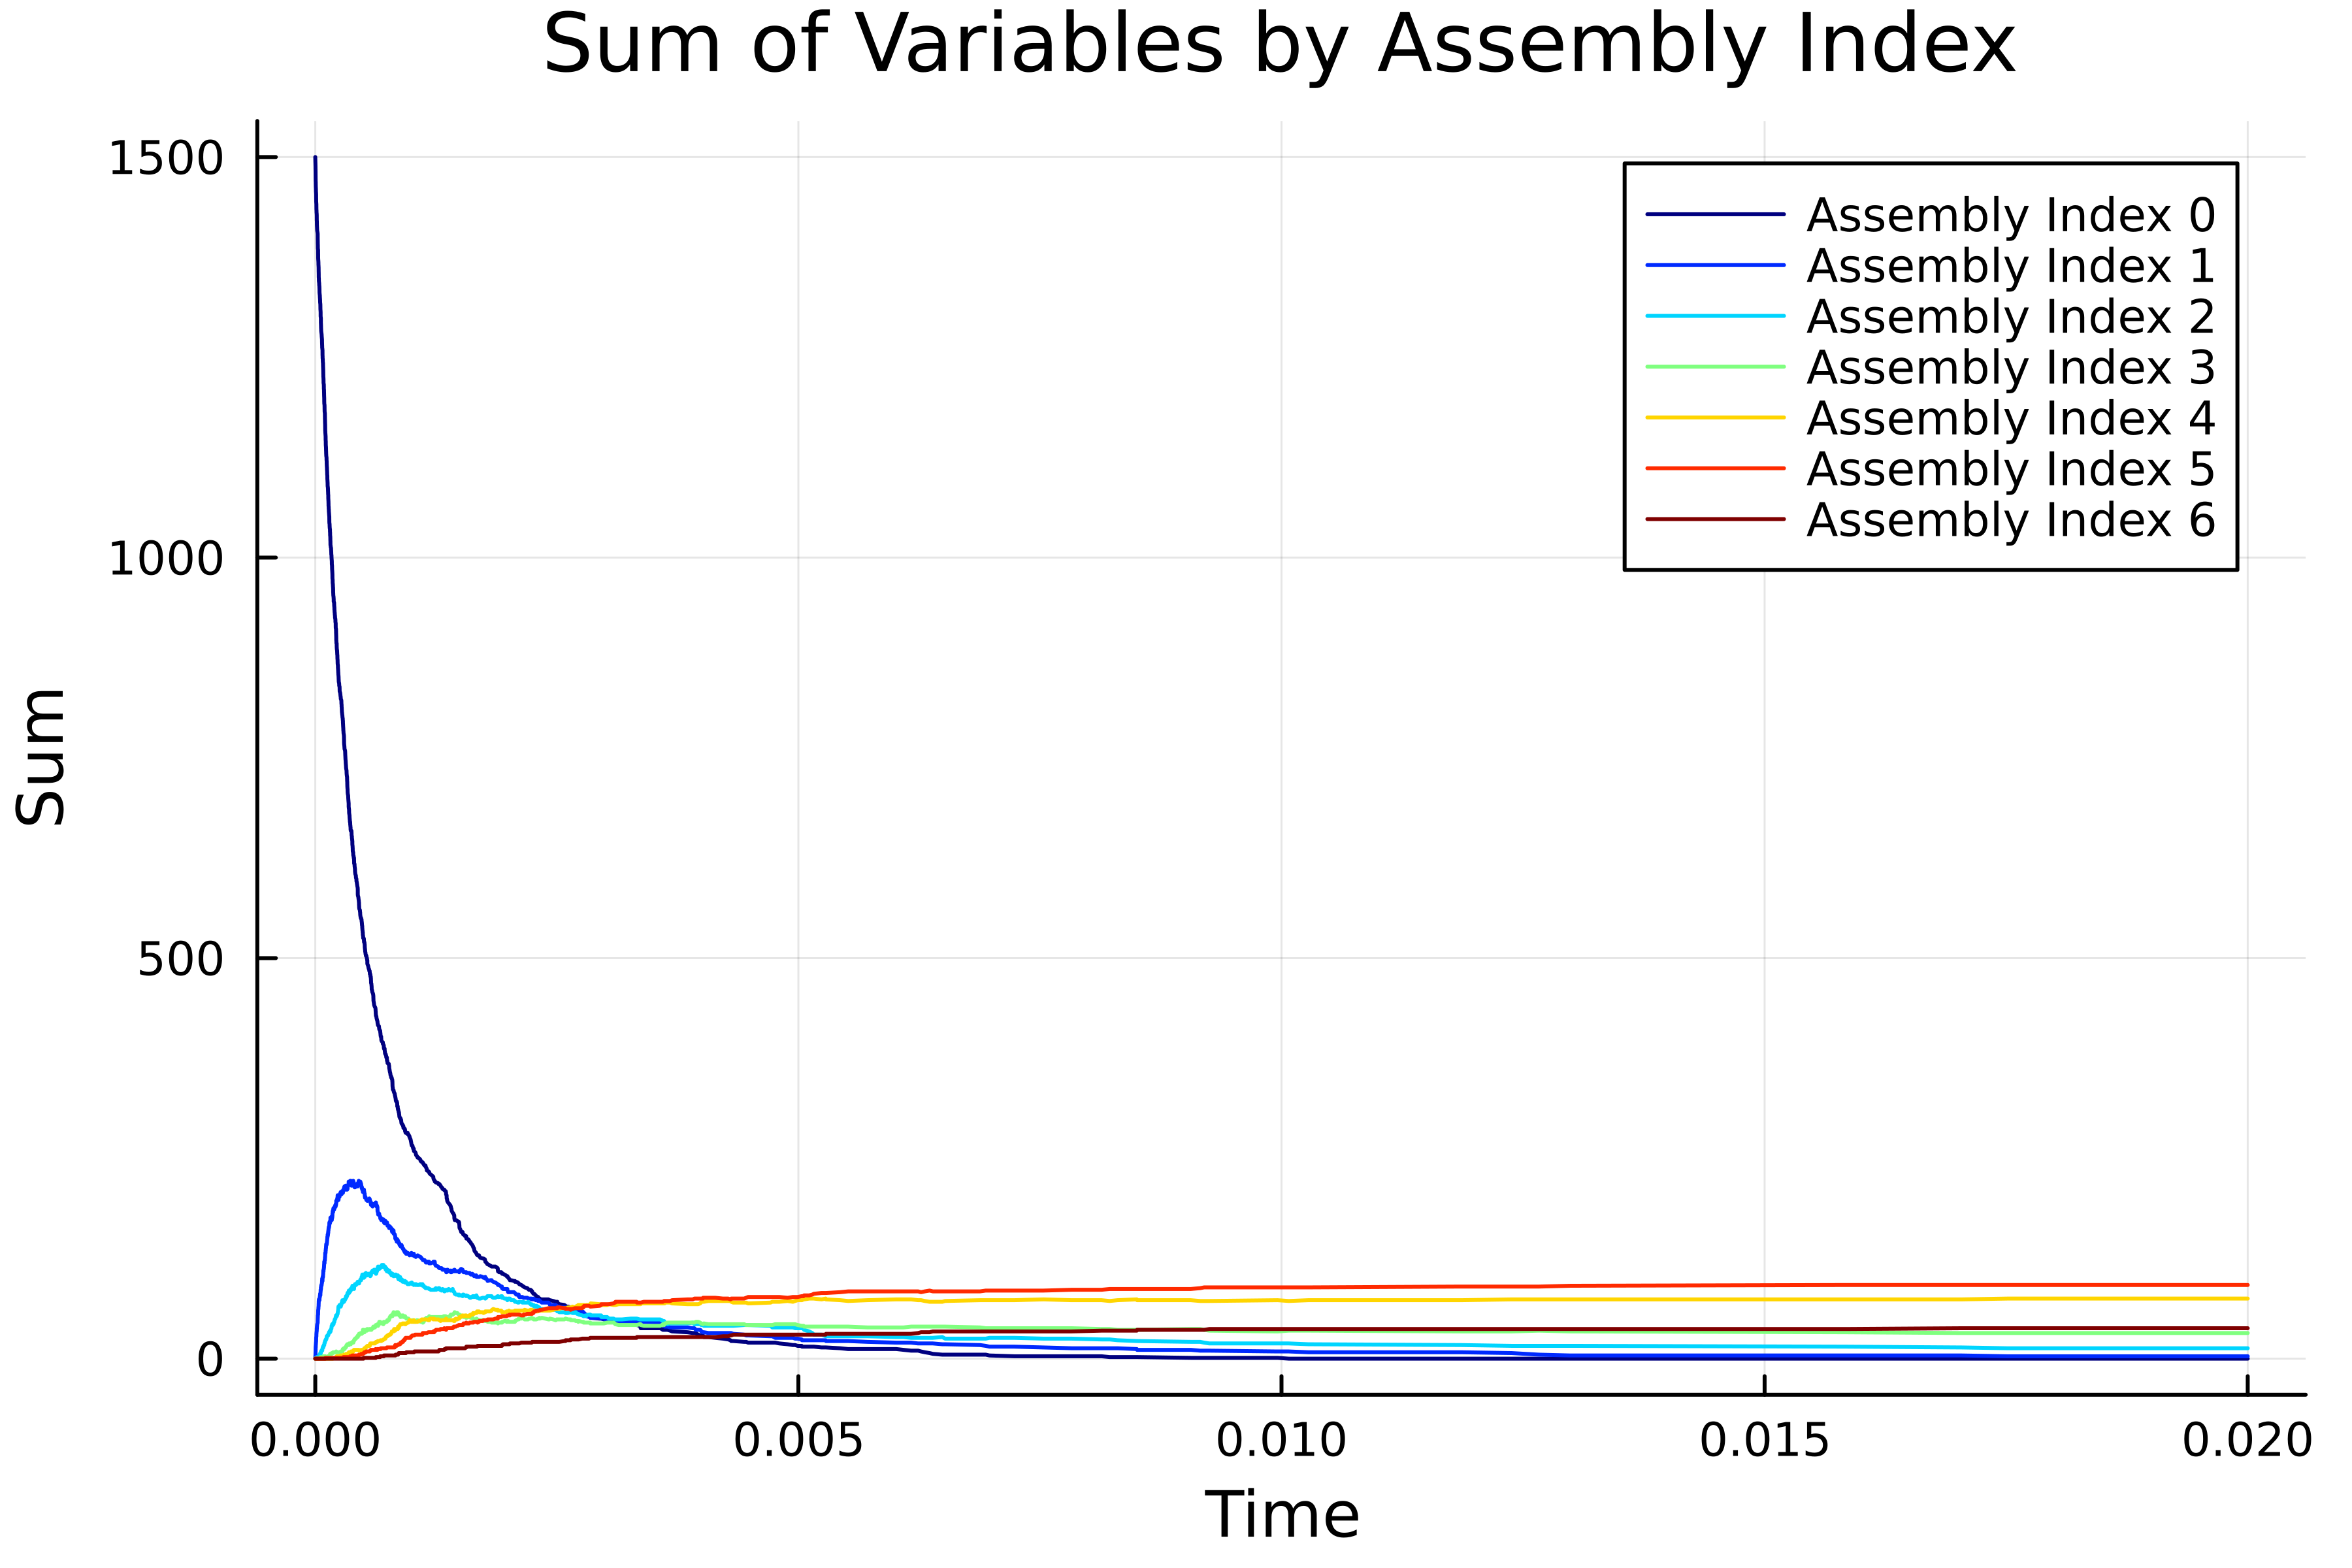 Sum of Variables by Assembly Index
1500
1000
500
0
Sum
Assembly Index 0
Assembly Index 1
Assembly Index 2
Assembly Index 3
Assembly Index 4
Assembly Index 5
Assembly Index 6
0.000 0.005 0.010 0.015 0.020
Time